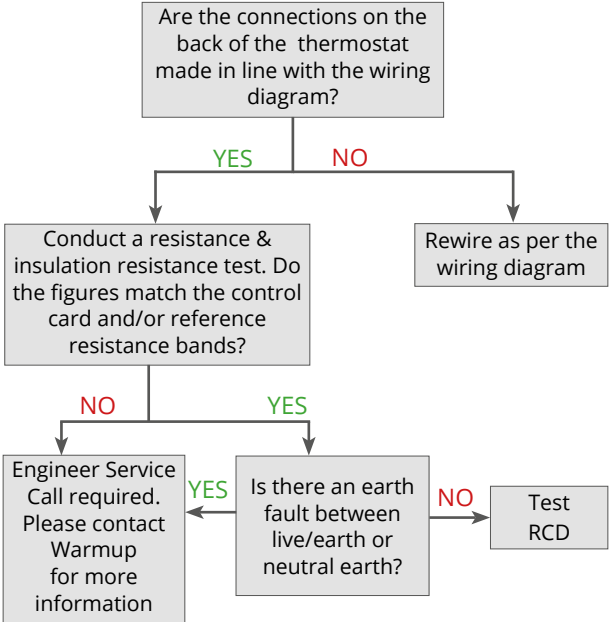 Are the connections on the
back of the thermostat
made in line with the wiring
diagram?
YES
NO
Conduct a resistance &
insulation resistance test. Do
the figures match the control
card and/or reference
resistance bands?
Rewire as per the
wiring diagram
NO
YES
Engineer Service
Call required.
Please contact
Warmup
for more
information
YES
Is there an earth
fault between
live/earth or
neutral earth?
NO
Test
RCD